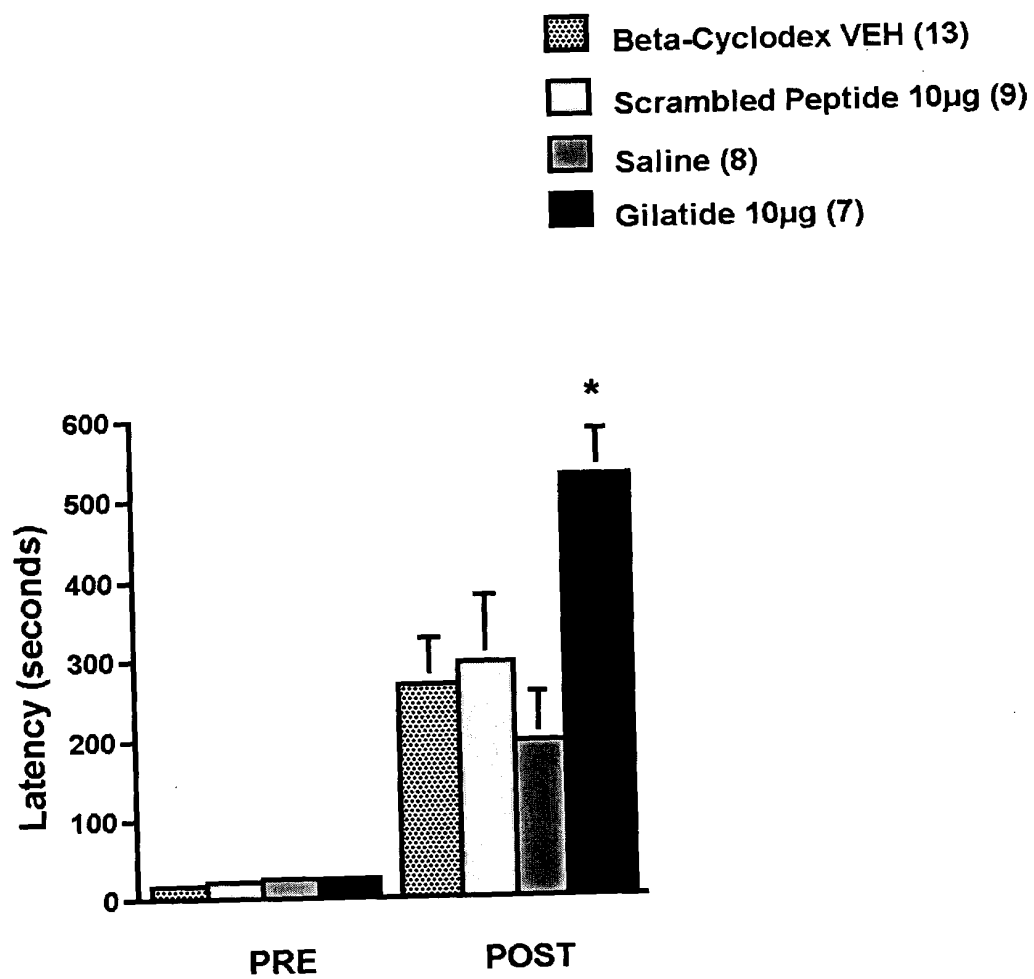 Beta-Cyclodex VEH (13)
Scrambled Peptide 10µg (9)
Saline (8)
Gilatide 10µg (7)
*
600
500
400
300
200
100
0
Latency (seconds)
PRE
POST